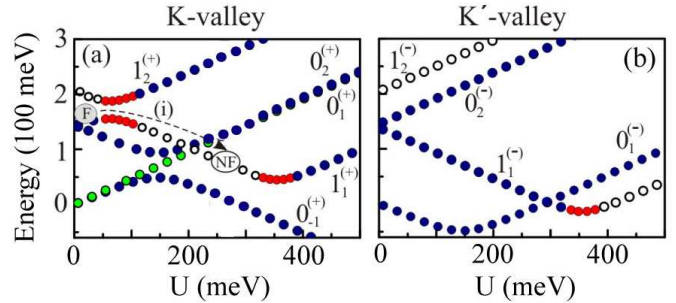 K-valley
K´-valley
3
2
1
0
Energy (100 meV)
(a)
1₂⁽⁺⁾
0₂⁽⁺⁾
0₁⁽⁺⁾
F
(i)
NF
1₁⁽⁺⁾
0₋₁⁽⁺⁾
0
200
400
U (meV)
(b)
1₂⁽⁻⁾
0₂⁽⁻⁾
1₁⁽⁻⁾
0₁⁽⁻⁾
0
200
400
U (meV)